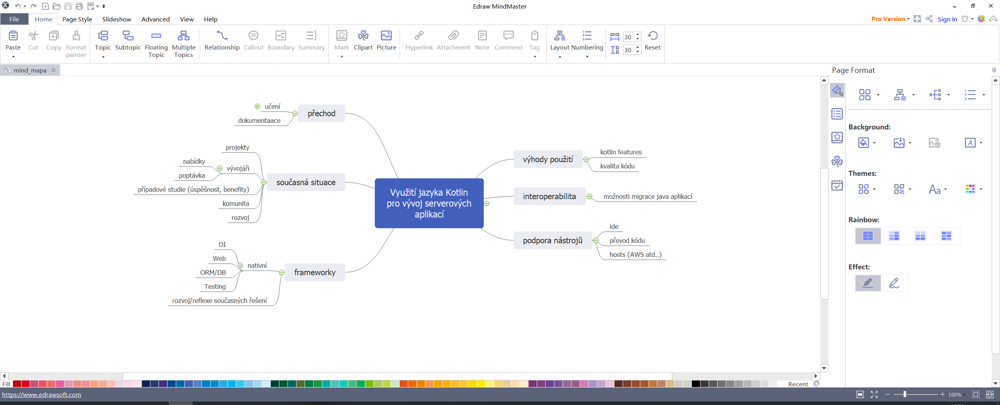 Edraw MindMaster
File Home Page Style Slideshow Advanced View Help
Pro Version Sign In
Paste Cut Copy Format painter
Topic Subtopic Floating Topic Multiple Topics
Relationship Callout Boundary Summary
Mark Clipart Picture
Hyperlink Attachment Note Comment Tag
Layout Numbering
30
30
Reset
mind_mapa
Page Format
učení
dokumentaace
přechod
projekty
nabídky
vývojáři
poptávka
případové studie (úspěšnost, benefity)
komunita
rozvoj
současná situace
DI
Web
ORM/DB
Testing
nativní
rozvoj/reflexe současných řešení
frameworky
Využití jazyka Kotlin
pro vývoj serverových
aplikací
výhody použití
kotlin features
kvalita kódu
interoperabilita
možnosti migrace java aplikací
podpora nástrojů
ide
převod kódu
hosts (AWS atd..)
Background:
Themes:
Aa
Rainbow:
Effect:
Fill
Recent
https://www.edrawsoft.com
100%